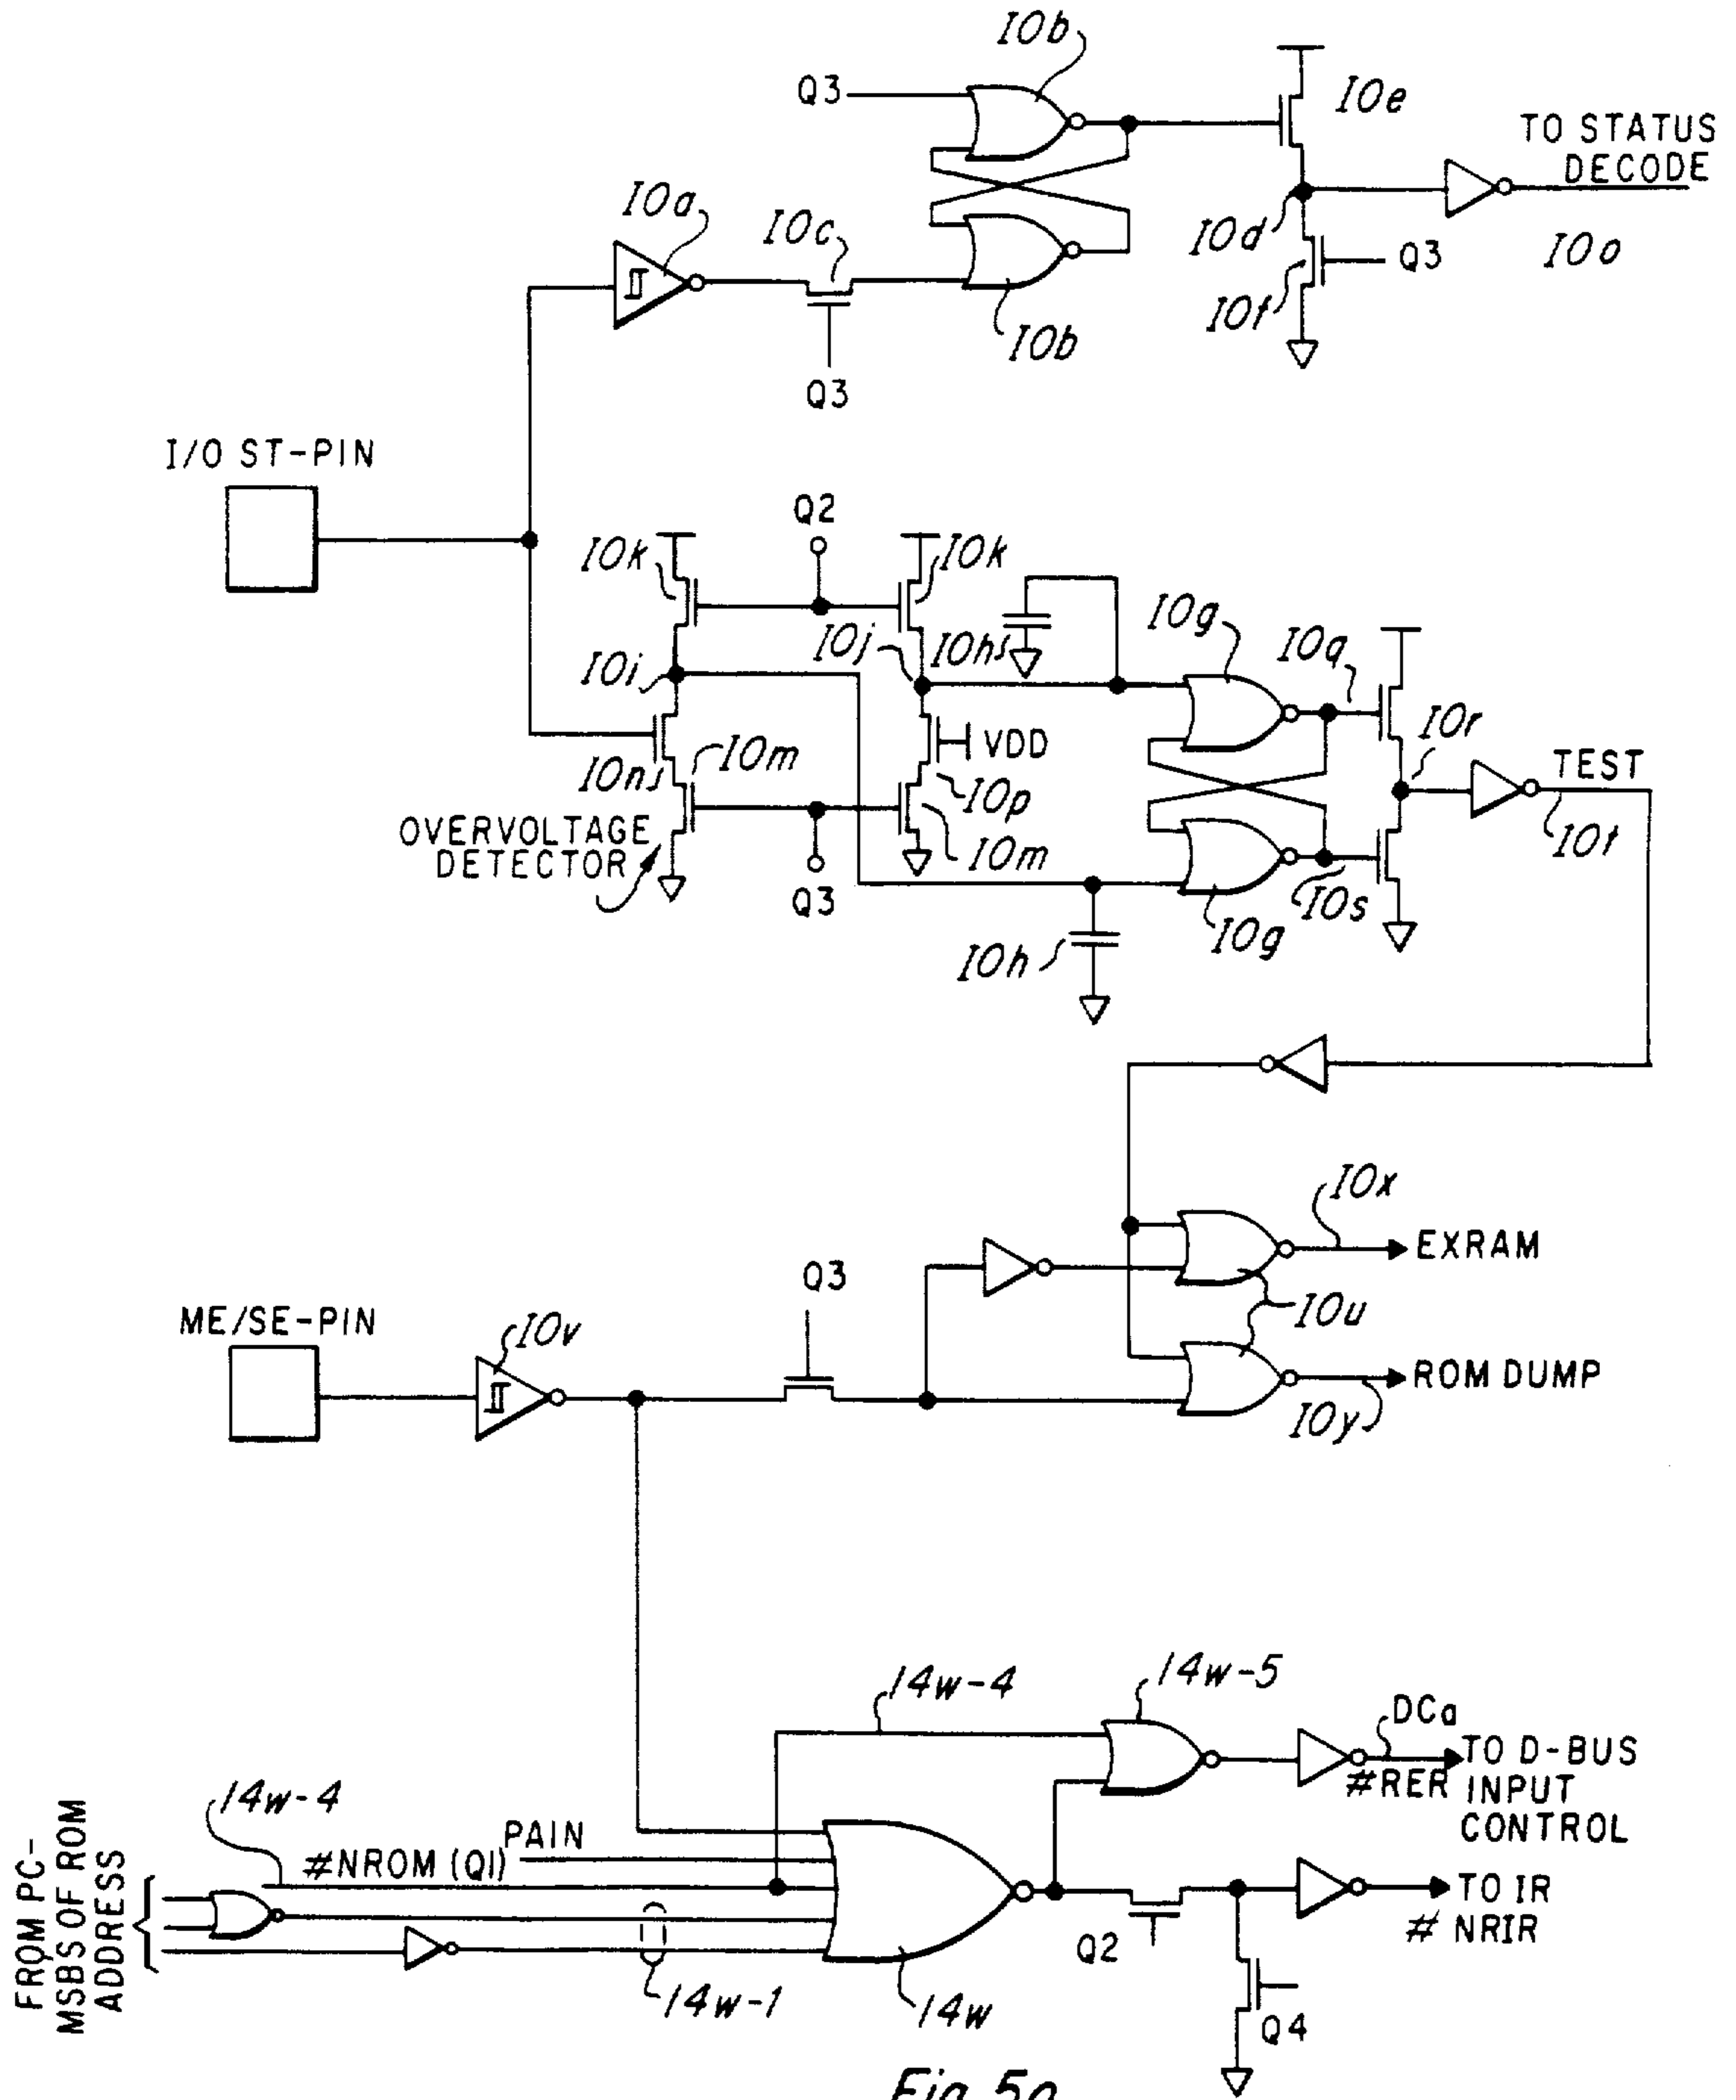 10b
Q3
10e
TO STATUS
DECODE
10a
10c
10d
Q3
10o
10f
10b
Q3
I/O ST-PIN
Q2
10k
10k
10g
10j
10h
10q
10i
10r
10m
VDD
TEST
10n
10p
OVERVOLTAGE
DETECTOR
10m
10t
Q3
10s
10g
10h
10x
EXRAM
Q3
ME/SE-PIN
10v
10u
ROM DUMP
10y
14w-4
14w-5
DCa
TO D-BUS
#RER INPUT
CONTROL
14w-4
PAIN
#NROM (Q1)
FROM PC-
MSBS OF ROM
ADDRESS
TO IR
# NRIR
Q2
14w-1
14w
Q4